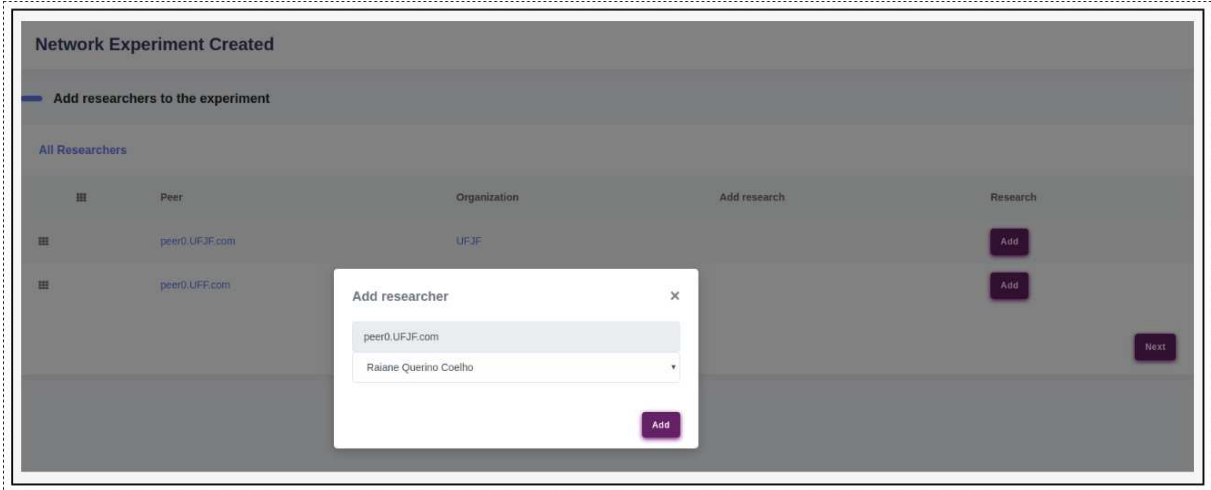 Network Experiment Created
Add researchers to the experiment
All Researchers
Peer Organization Add research Research
peer0.UFJF.com UFJF Add
peer0.UFF.com Add
Next
Add researcher ×
peer0.UFJF.com
Raiane Querino Coelho
Add